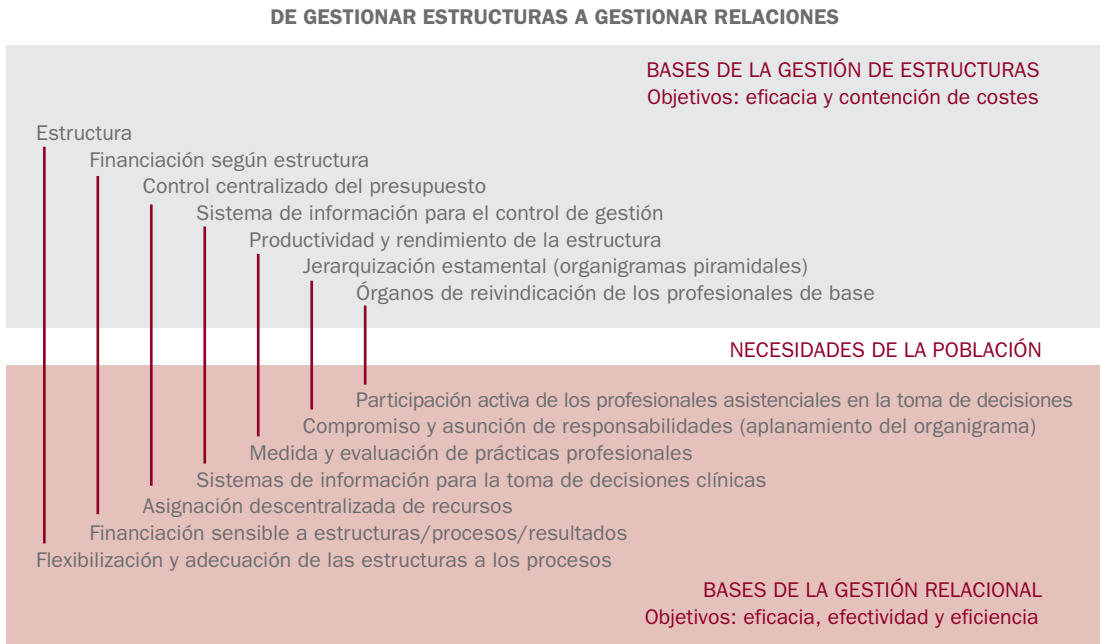 DE GESTIONAR ESTRUCTURAS A GESTIONAR RELACIONES
BASES DE LA GESTIÓN DE ESTRUCTURAS
Objetivos: eficacia y contención de costes
Estructura
Financiación según estructura
Control centralizado del presupuesto
Sistema de información para el control de gestión
Productividad y rendimiento de la estructura
Jerarquización estamental (organigramas piramidales)
Órganos de reivindicación de los profesionales de base
NECESIDADES DE LA POBLACIÓN
Participación activa de los profesionales asistenciales en la toma de decisiones
Compromiso y asunción de responsabilidades (aplanamiento del organigrama)
Medida y evaluación de prácticas profesionales
Sistemas de información para la toma de decisiones clínicas
Asignación descentralizada de recursos
Financiación sensible a estructuras/procesos/resultados
Flexibilización y adecuación de las estructuras a los procesos
BASES DE LA GESTIÓN RELACIONAL
Objetivos: eficacia, efectividad y eficiencia